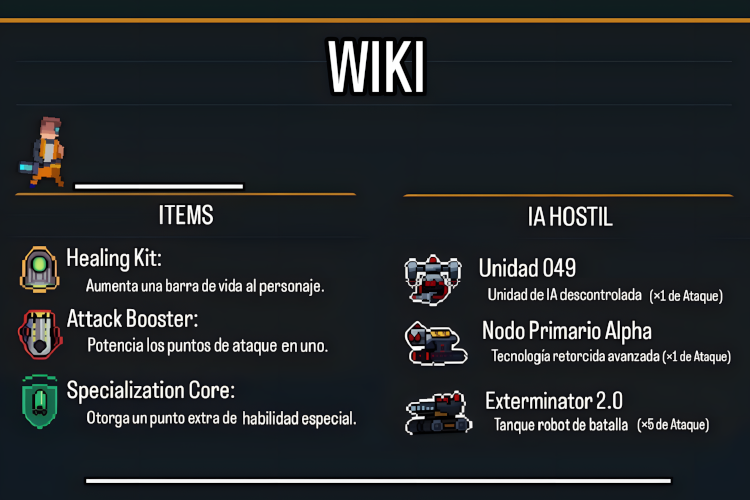 WIKI
ITEMS
Healing Kit:
Aumenta una barra de vida al personaje.
Attack Booster:
Potencia los puntos de ataque en uno.
Specialization Core:
Otorga un punto extra de habilidad especial.
IA HOSTIL
Unidad 049
Unidad de IA descontrolada (×1 de Ataque)
Nodo Primario Alpha
Tecnología retorcida avanzada (×1 de Ataque)
Exterminator 2.0
Tanque robot de batalla (×5 de Ataque)